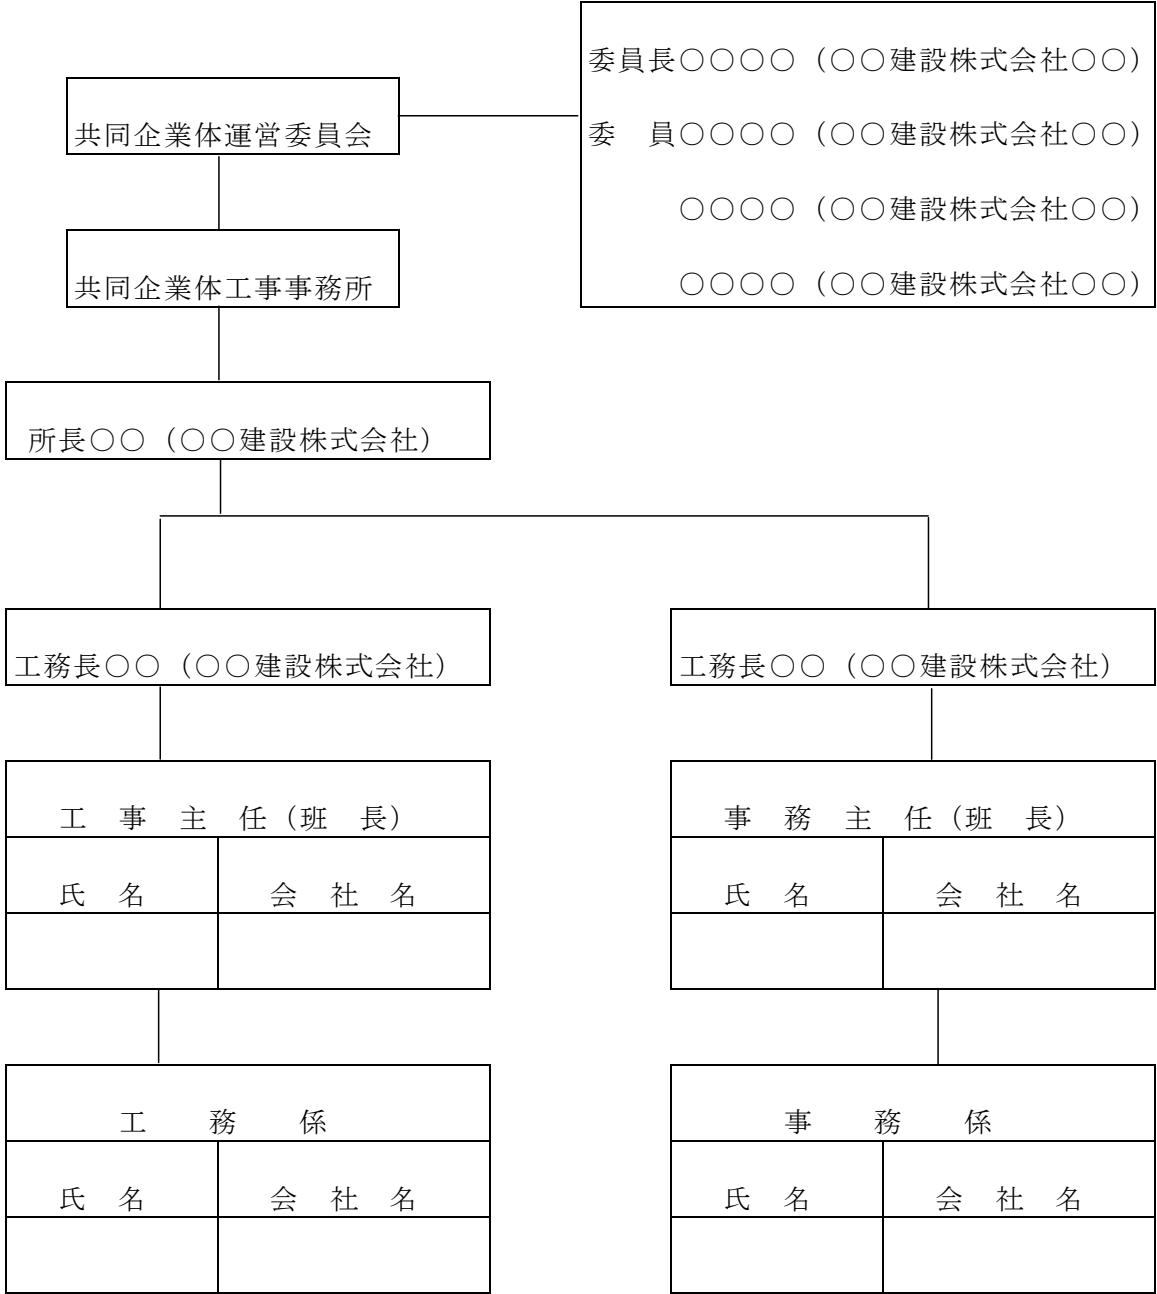 委員長○○○○（○○建設株式会社○○）
共同企業体運営委員会
委　員○○○○（○○建設株式会社○○）
○○○○（○○建設株式会社○○）
共同企業体工事事務所
○○○○（○○建設株式会社○○）
所長○○（○○建設株式会社）
工務長○○（○○建設株式会社）
工務長○○（○○建設株式会社）
工　事　主　任（班　長）
事　務　主　任（班　長）
氏　名
会　社　名
氏　名
会　社　名
工　　務　　係
事　　務　　係
氏　名
会　社　名
氏　名
会　社　名